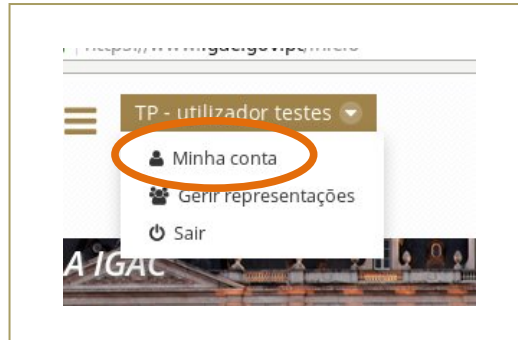 TP - utilizador testes
Minha conta
Gerir representações
Sair
A IGAC